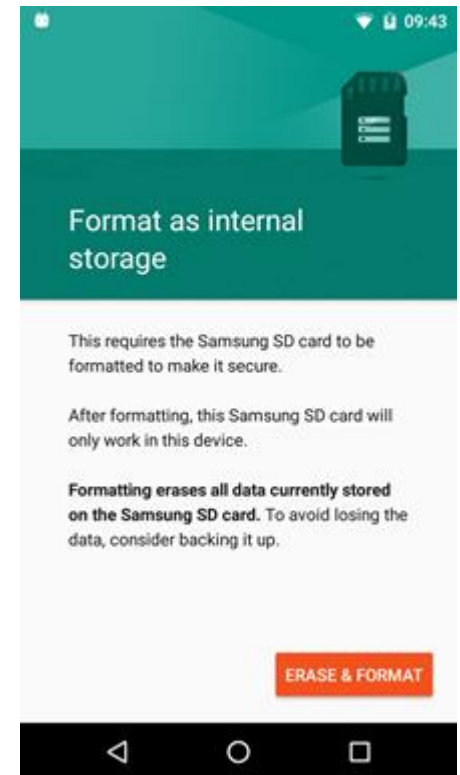 09:43
Format as internal
storage
This requires the Samsung SD card to be
formatted to make it secure.
After formatting, this Samsung SD card will
only work in this device.
Formatting erases all data currently stored
on the Samsung SD card. To avoid losing the
data, consider backing it up.
ERASE & FORMAT